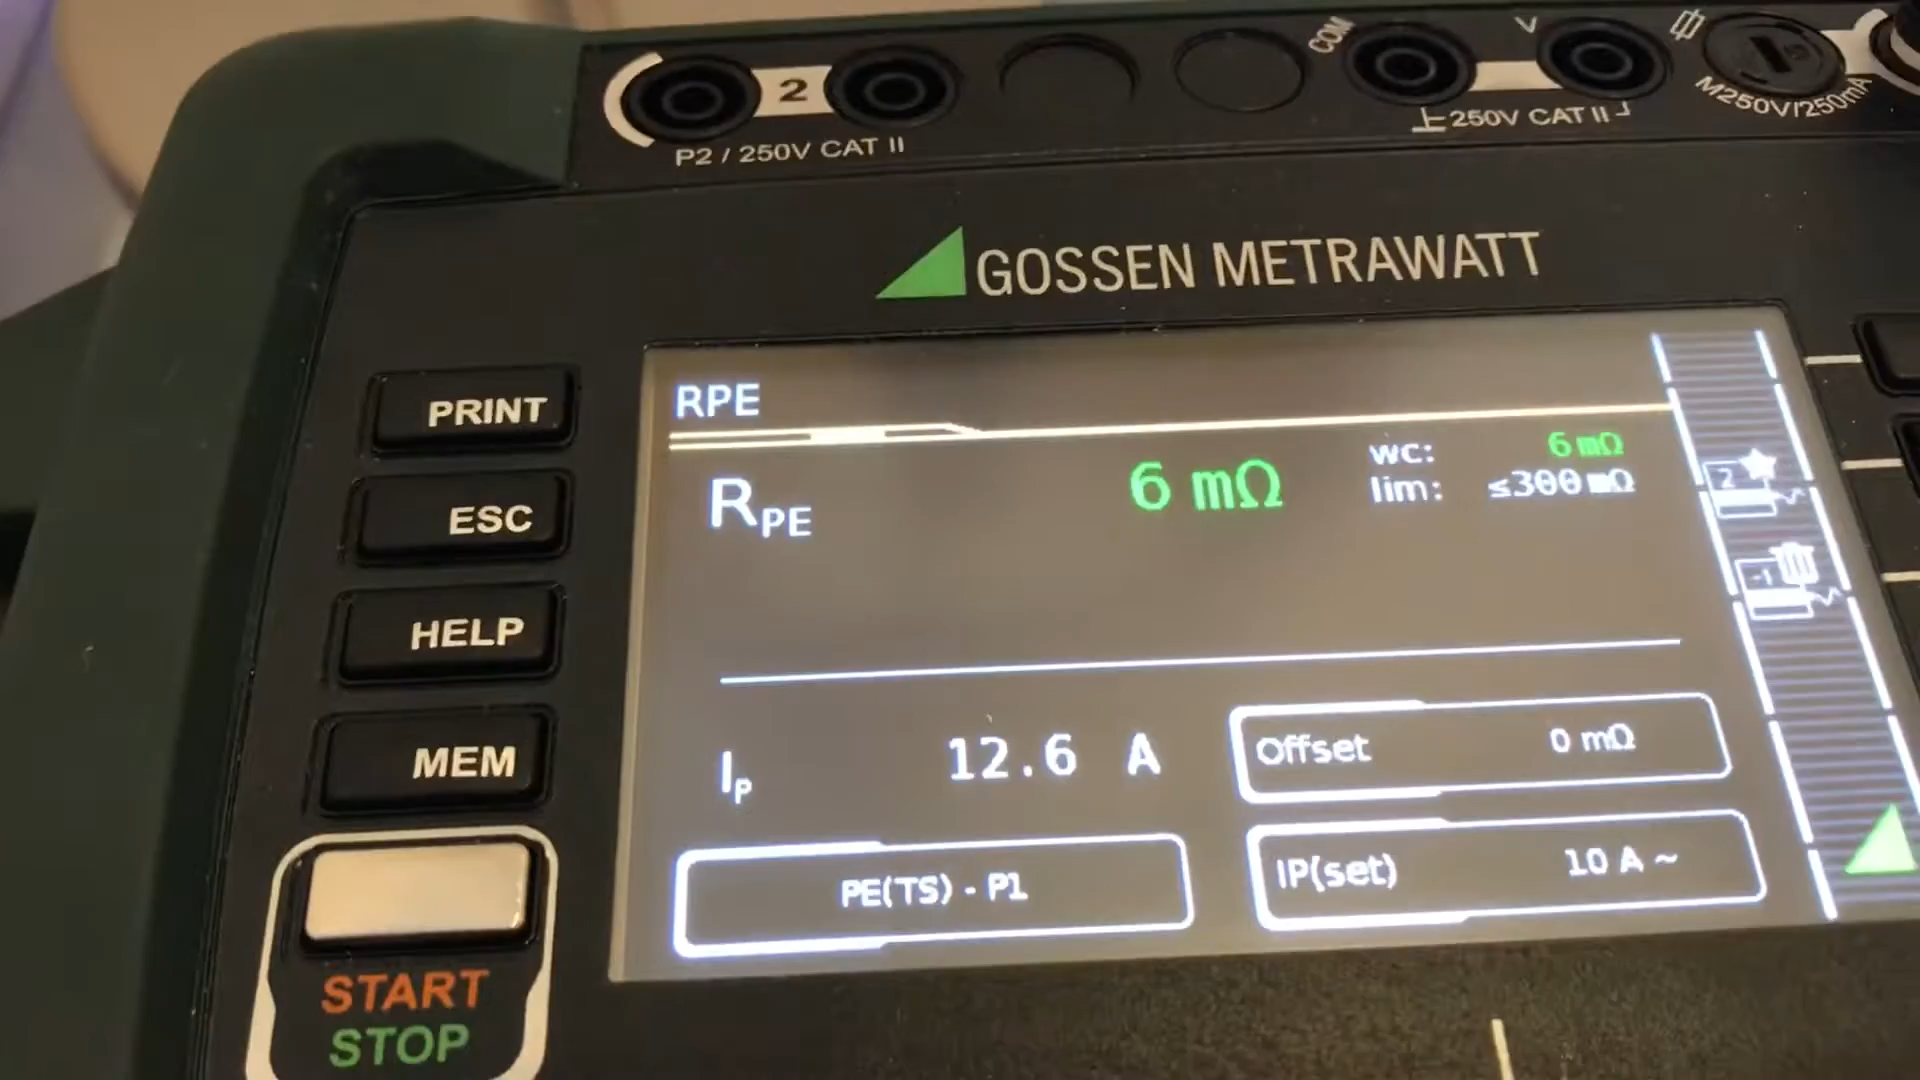 COM
V
2
P2 / 250V CAT II
250V CAT II
M250V/250mA
GOSSEN METRAWATT
PRINT
ESC
HELP
MEM
START
STOP
RPE
RPE 6 mΩ
wc: 6 mΩ
lim: ≤300 mΩ
2
-1
IP 12.6 A
Offset 0 mΩ
PE(TS) - P1
IP(set) 10 A ~